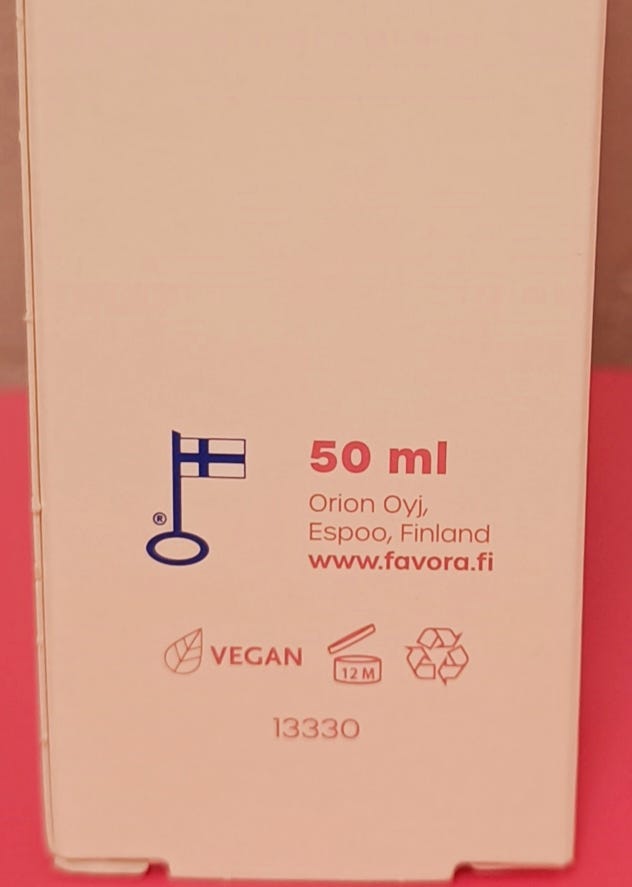 50 ml
Orion Oyj,
Espoo, Finland
www.favora.fi
®
VEGAN
12 M
13330